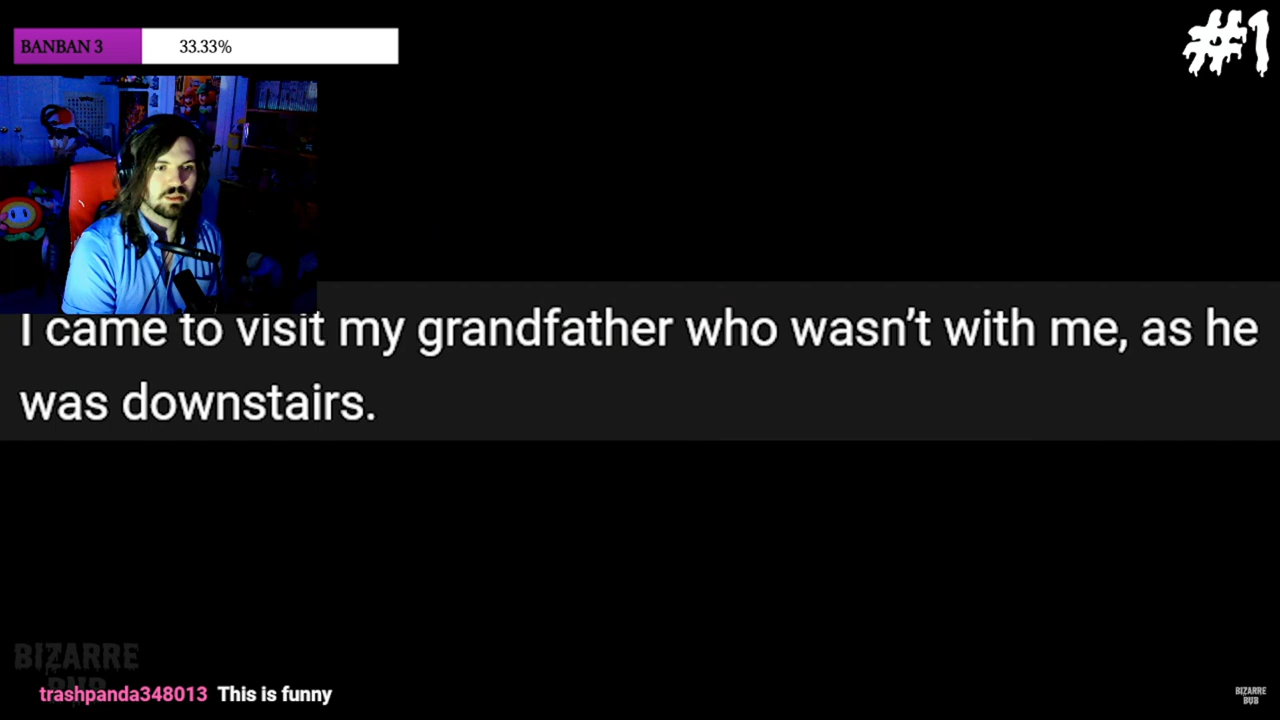 BANBAN 3 33.33%
#1
I came to visit my grandfather who wasn’t with me, as he
was downstairs.
BIZARRE
BUB
trashpanda348013 This is funny
BIZARRE
BUB